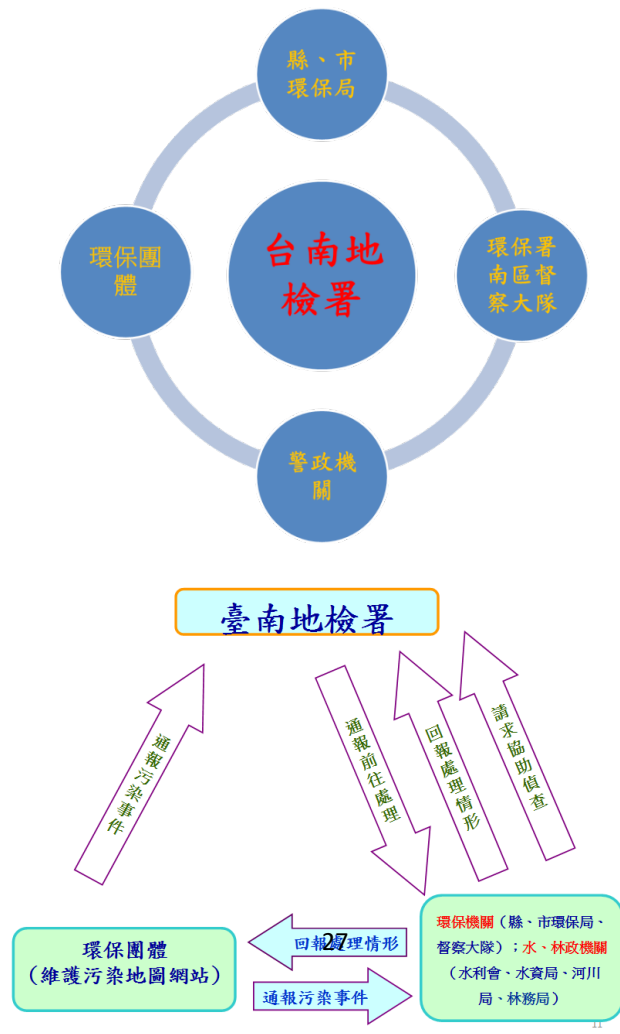 縣、市
環保局
環保團
體
台南地
檢署
環保署
南區督
察大隊
警政機
關
臺南地檢署
通報污染事件
通報前往處理
回報處理情形
請求協助偵查
環保團體
(維護污染地圖網站)
回報處理情形
27
通報污染事件
環保機關(縣、市環保局、
督察大隊);水、林政機關
(水利會、水資局、河川
局、林務局)
11